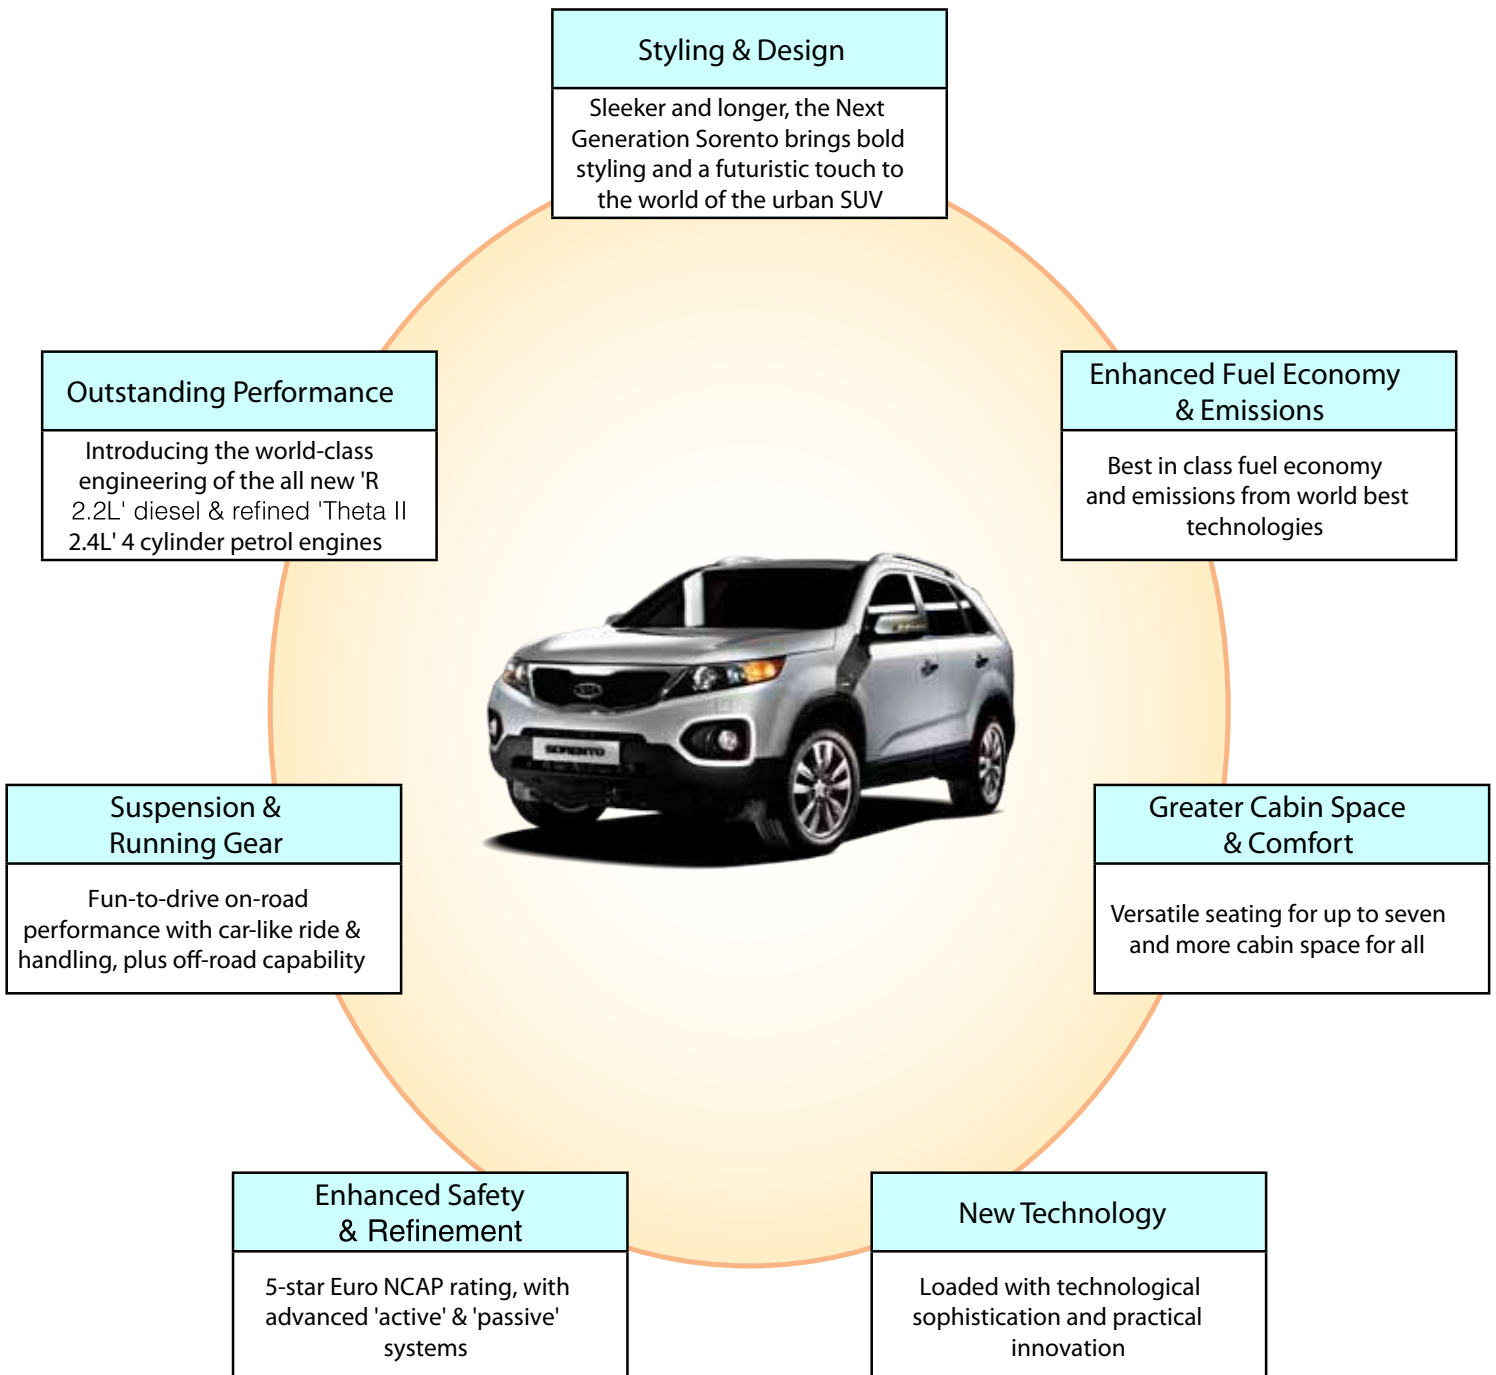 Styling & Design
Sleeker and longer, the Next
Generation Sorento brings bold
styling and a futuristic touch to
the world of the urban SUV
Outstanding Performance
Introducing the world-class
engineering of the all new 'R
2.2L' diesel & refined 'Theta II
2.4L' 4 cylinder petrol engines
Enhanced Fuel Economy
& Emissions
Best in class fuel economy
and emissions from world best
technologies
KIA
SORENTO
Suspension &
Running Gear
Fun-to-drive on-road
performance with car-like ride &
handling, plus off-road capability
Greater Cabin Space
& Comfort
Versatile seating for up to seven
and more cabin space for all
Enhanced Safety
& Refinement
5-star Euro NCAP rating, with
advanced 'active' & 'passive'
systems
New Technology
Loaded with technological
sophistication and practical
innovation